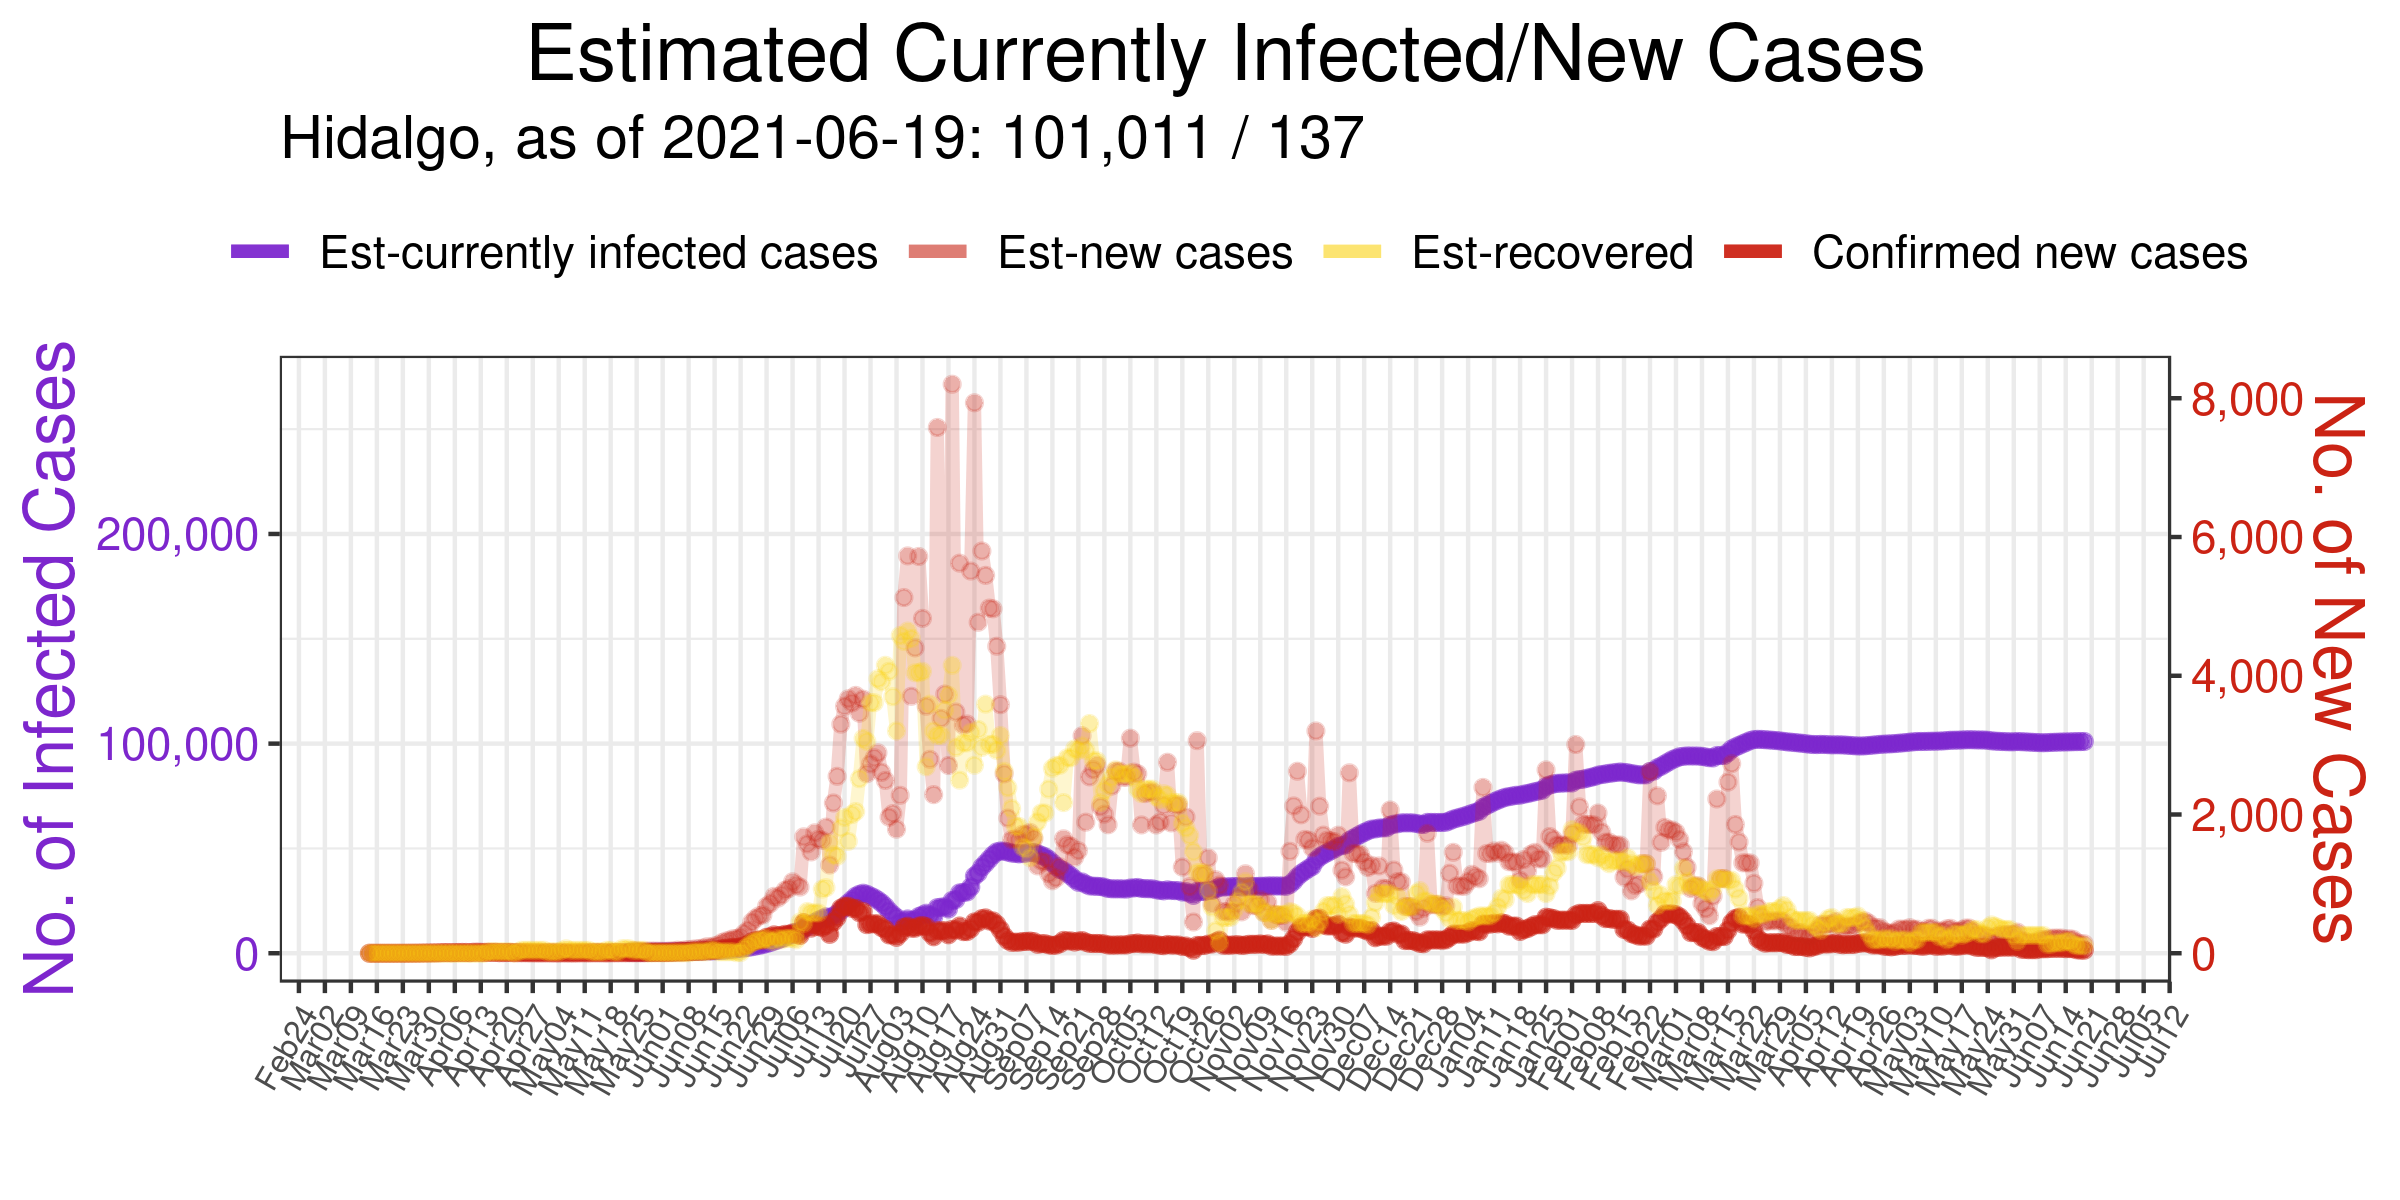 Estimated Currently Infected/New Cases
Hidalgo, as of 2021-06-19: 101,011 / 137
Est-currently infected cases
Est-new cases
Est-recovered
Confirmed new cases
No. of Infected Cases
200,000
100,000
0
8,000
6,000
4,000
2,000
0
No. of New Cases
Feb24
Mar02
Mar09
Mar16
Mar23
Mar30
Apr06
Apr13
Apr20
Apr27
May04
May11
May18
May25
Jun01
Jun08
Jun15
Jun22
Jun29
Jul06
Jul13
Jul20
Jul27
Aug03
Aug10
Aug17
Aug24
Aug31
Sep07
Sep14
Sep21
Sep28
Oct05
Oct12
Oct19
Oct26
Nov02
Nov09
Nov16
Nov23
Nov30
Dec07
Dec14
Dec21
Dec28
Jan04
Jan11
Jan18
Jan25
Feb01
Feb08
Feb15
Feb22
Mar01
Mar08
Mar15
Mar22
Mar29
Apr05
Apr12
Apr19
Apr26
May03
May10
May17
May24
May31
Jun07
Jun14
Jun21
Jun28
Jul05
Jul12